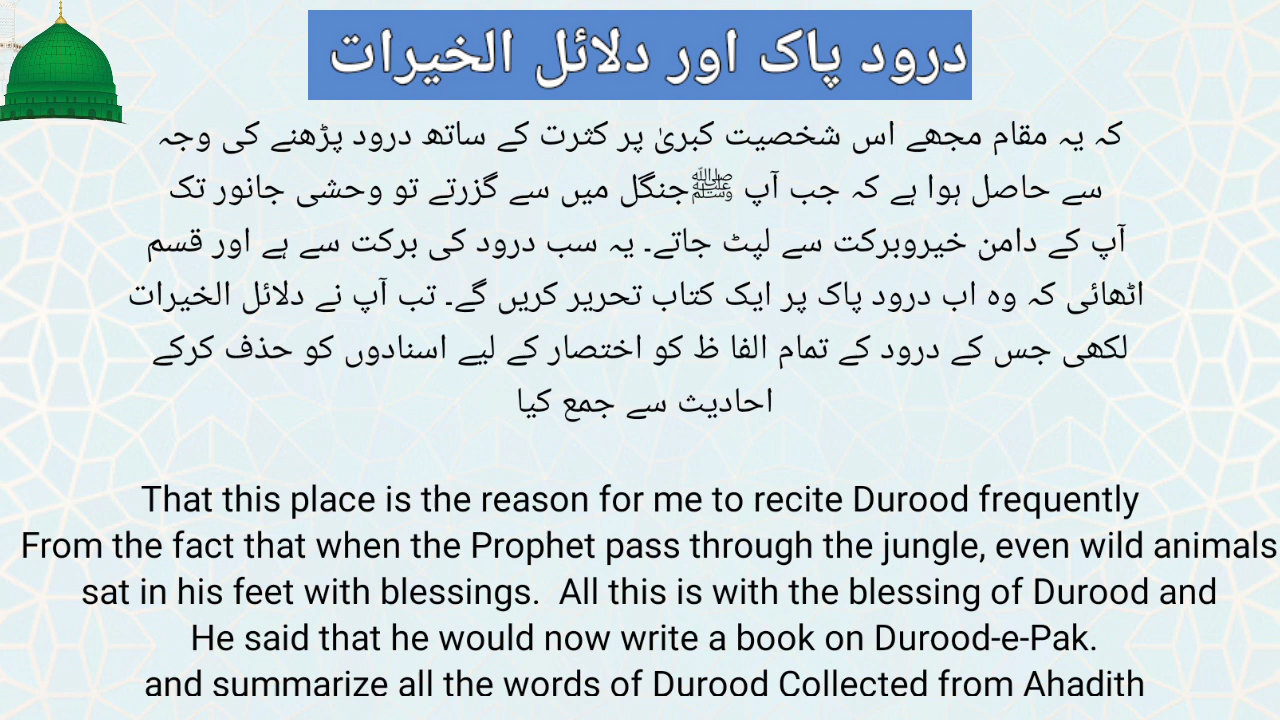 درود پاک اور دلائل الخیرات
کہ یہ مقام مجھے اس شخصیت کبریٰ پر کثرت کے ساتھ درود پڑھنے کی وجہ
سے حاصل ہوا ہے کہ جب آپ ﷺجنگل میں سے گزرتے تو وحشی جانور تک
آپ کے دامن خیروبرکت سے لپٹ جاتے۔ یہ سب درود کی برکت سے ہے اور قسم
اٹھائی کہ وہ اب درود پاک پر ایک کتاب تحریر کریں گے۔ تب آپ نے دلائل الخیرات
لکھی جس کے درود کے تمام الفا ظ کو اختصار کے لیے اسنادوں کو حذف کرکے
احادیث سے جمع کیا
That this place is the reason for me to recite Durood frequently
From the fact that when the Prophet pass through the jungle, even wild animals
sat in his feet with blessings.  All this is with the blessing of Durood and
He said that he would now write a book on Durood-e-Pak.
and summarize all the words of Durood Collected from Ahadith